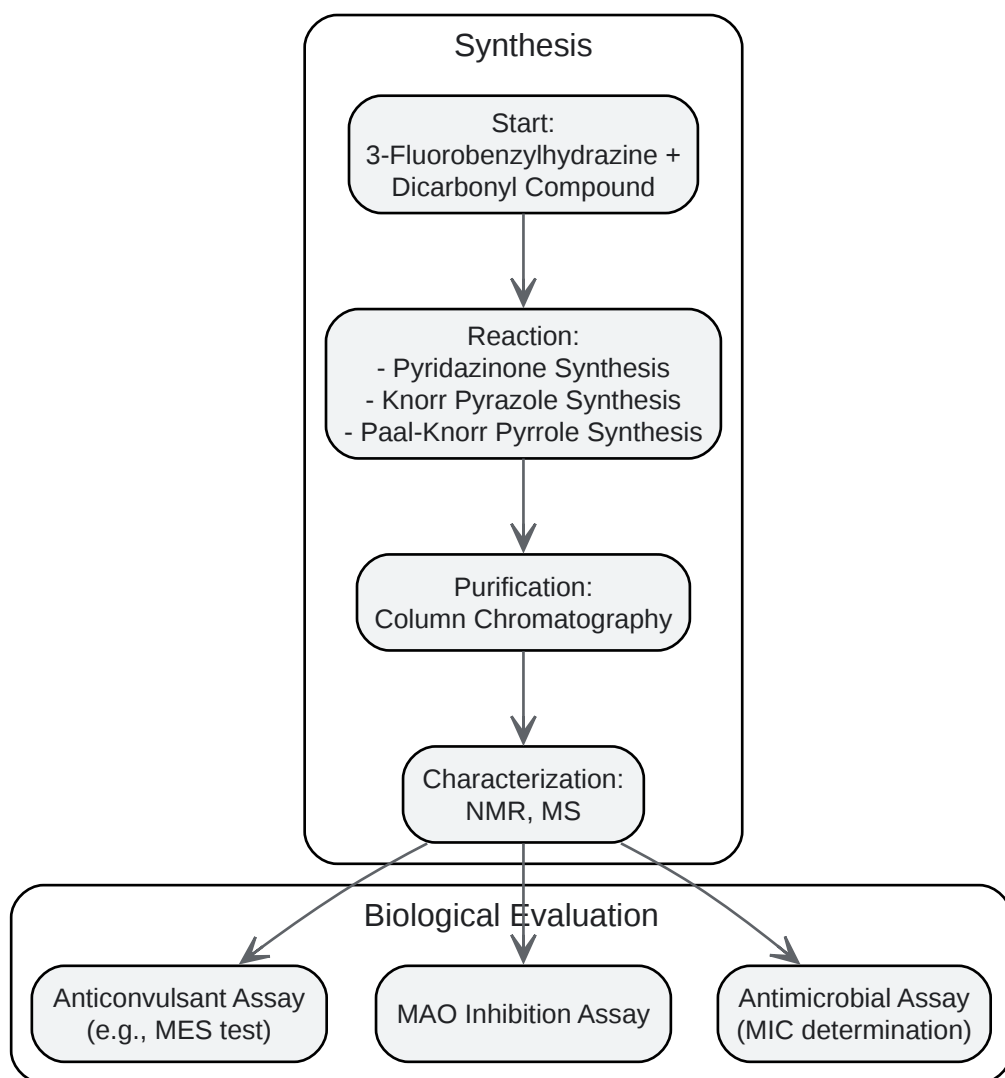 Synthesis
Start:
3-Fluorobenzylhydrazine +
Dicarbonyl Compound
Reaction:
- Pyridazinone Synthesis
- Knorr Pyrazole Synthesis
- Paal-Knorr Pyrrole Synthesis
Purification:
Column Chromatography
Characterization:
NMR, MS
Biological Evaluation
Anticonvulsant Assay
(e.g., MES test)
MAO Inhibition Assay
Antimicrobial Assay
(MIC determination)